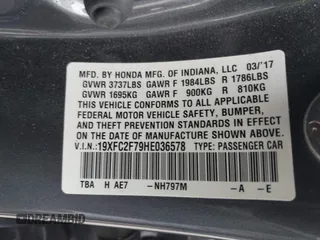 MFD. BY HONDA MFG. OF INDIANA, LLC 03/'17
GVWR 3737LBS GAWR F 1984LBS R 1786LBS
GVWR 1695KG GAWR F 900KG R 810KG
THIS VEHICLE CONFORMS TO ALL APPLICABLE
FEDERAL MOTOR VEHICLE SAFETY, BUMPER,
AND THEFT PREVENTION STANDARDS IN EFFECT
ON THE DATE OF MANUFACTURE SHOWN ABOVE.
V.I.N.:19XFC2F79HE036578 TYPE: PASSENGER CAR
TBA H AE7 -NH797M -A -E
DREAMBID